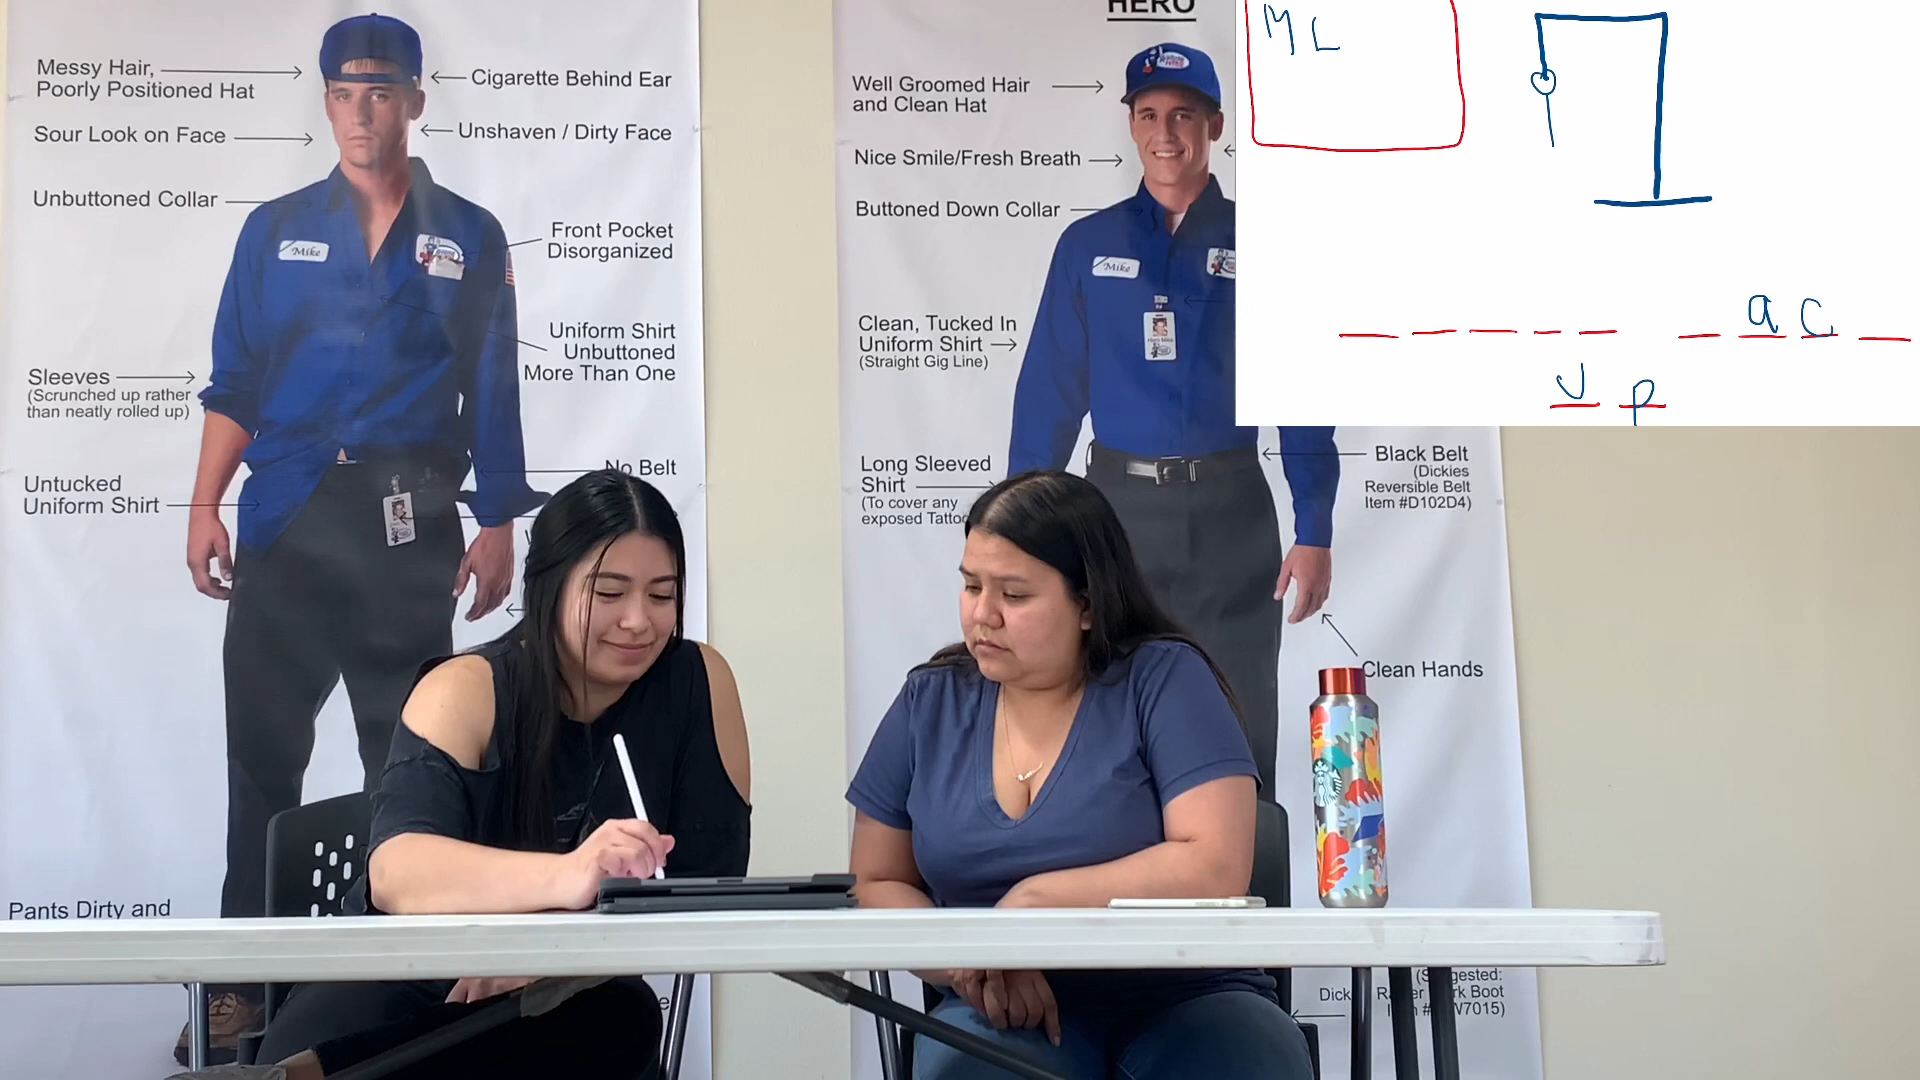 Messy Hair,
Poorly Positioned Hat
Cigarette Behind Ear
Sour Look on Face
Unshaven / Dirty Face
Unbuttoned Collar
Front Pocket
Disorganized
Mike
Uniform Shirt
Unbuttoned
More Than One
Sleeves
(Scrunched up rather
than neatly rolled up)
No Belt
Untucked
Uniform Shirt
Pants Dirty and
HERO
Well Groomed Hair
and Clean Hat
Nice Smile/Fresh Breath
Buttoned Down Collar
Mike
Clean, Tucked In
Uniform Shirt
(Straight Gig Line)
Long Sleeved
Shirt
(To cover any
exposed Tattoo
Black Belt
(Dickies
Reversible Belt
Item #D102D4)
Clean Hands
Item #
W7015)
M L
a c
U p